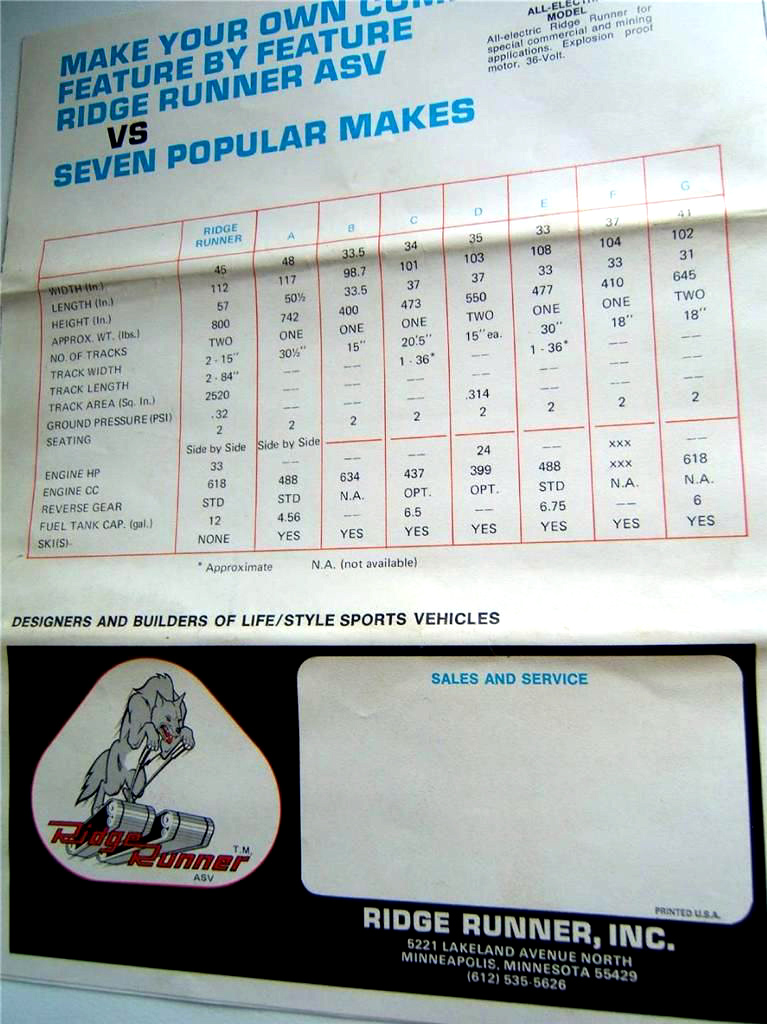 MAKE YOUR OWN
FEATURE BY FEATURE
RIDGE RUNNER ASV
VS
SEVEN POPULAR MAKES
MODEL
All-electric Ridge Runner for
special commercial and mining
applications. Explosion proof
motor, 36-Volt.
RIDGE RUNNER A B C D E F G
WIDTH (In.) 45 48 33.5 34 35 33 37 41
LENGTH (In.) 112 117 98.7 101 103 108 104 102
HEIGHT (In.) 57 50½ 33.5 37 37 33 33 31
APPROX. WT. (lbs.) 800 742 400 473 550 477 410 645
NO. OF TRACKS TWO ONE ONE ONE TWO ONE ONE TWO
TRACK WIDTH 2 - 15" 30½" 15" 20.5" 15" ea. 30" 18" 18"
TRACK LENGTH 2 - 84" -- -- 1 - 36* -- 1 - 36* -- --
TRACK AREA (Sq. In.) 2520 -- -- -- -- -- -- --
GROUND PRESSURE (PSI) .32 -- -- -- .314 -- -- --
SEATING 2 2 2 2 2 2 2 2
Side by Side Side by Side
ENGINE HP 33 -- -- -- 24 -- xxx --
ENGINE CC 618 488 634 437 399 488 xxx 618
REVERSE GEAR STD STD N.A. OPT. OPT. STD N.A. N.A.
FUEL TANK CAP. (gal.) 12 4.56 -- 6.5 -- 6.75 -- 6
SKI(S)- NONE YES YES YES YES YES YES YES
* Approximate N.A. (not available)
DESIGNERS AND BUILDERS OF LIFE/STYLE SPORTS VEHICLES
Ridge
Runner T.M.
ASV
SALES AND SERVICE
PRINTED U.S.A.
RIDGE RUNNER, INC.
5221 LAKELAND AVENUE NORTH
MINNEAPOLIS, MINNESOTA 55429
(612) 535-5626